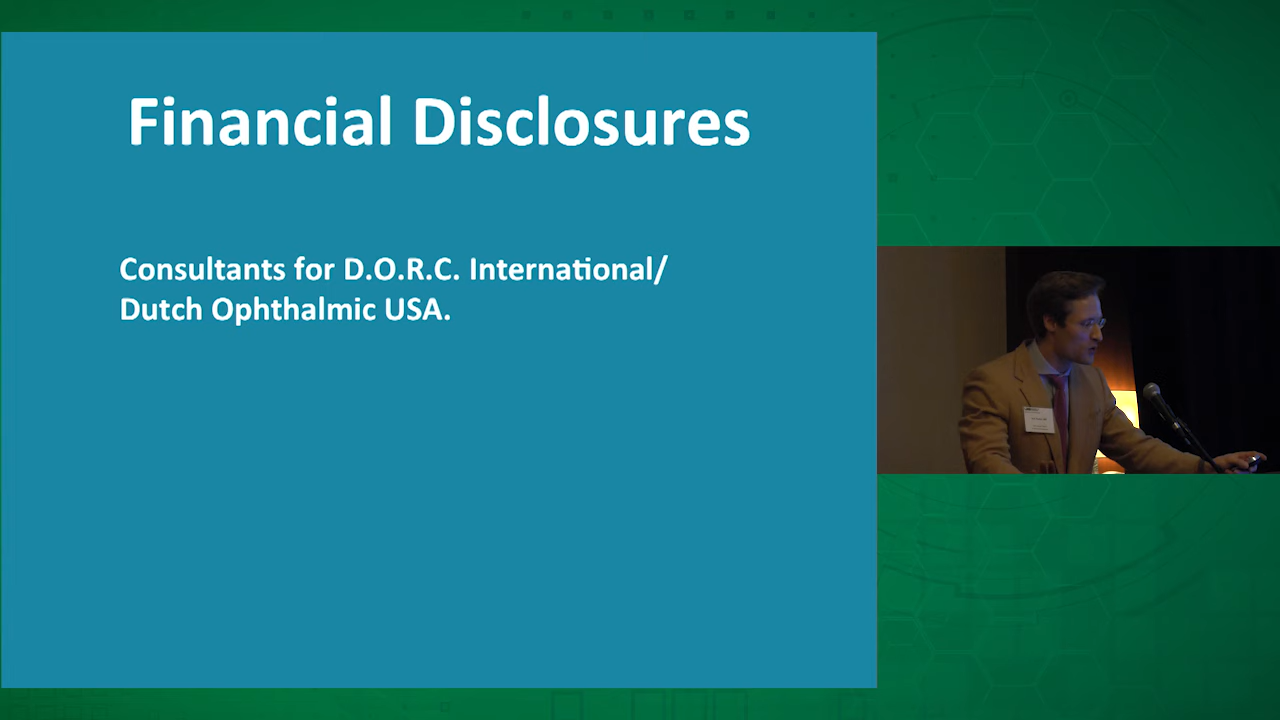 Financial Disclosures
Consultants for D.O.R.C. International/
Dutch Ophthalmic USA.